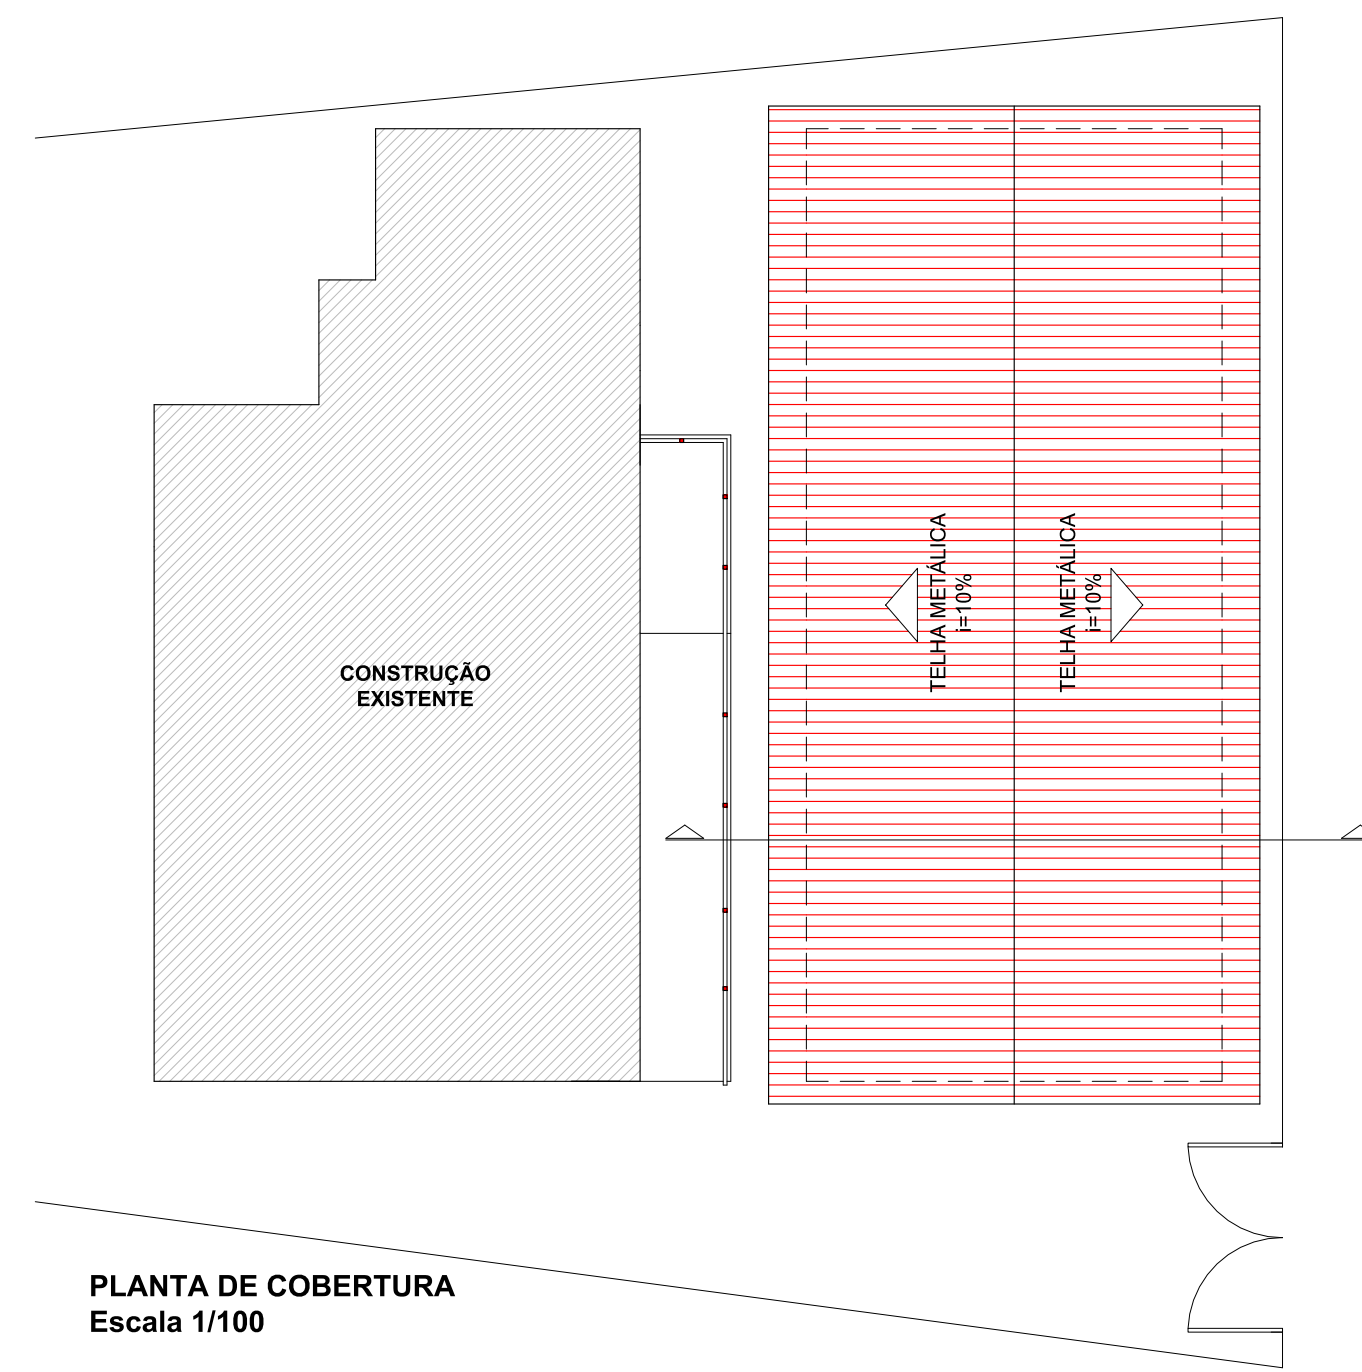 TELHA METÁLICA
i=10%
TELHA METÁLICA
i=10%
CONSTRUÇÃO
EXISTENTE
PLANTA DE COBERTURA
Escala 1/100